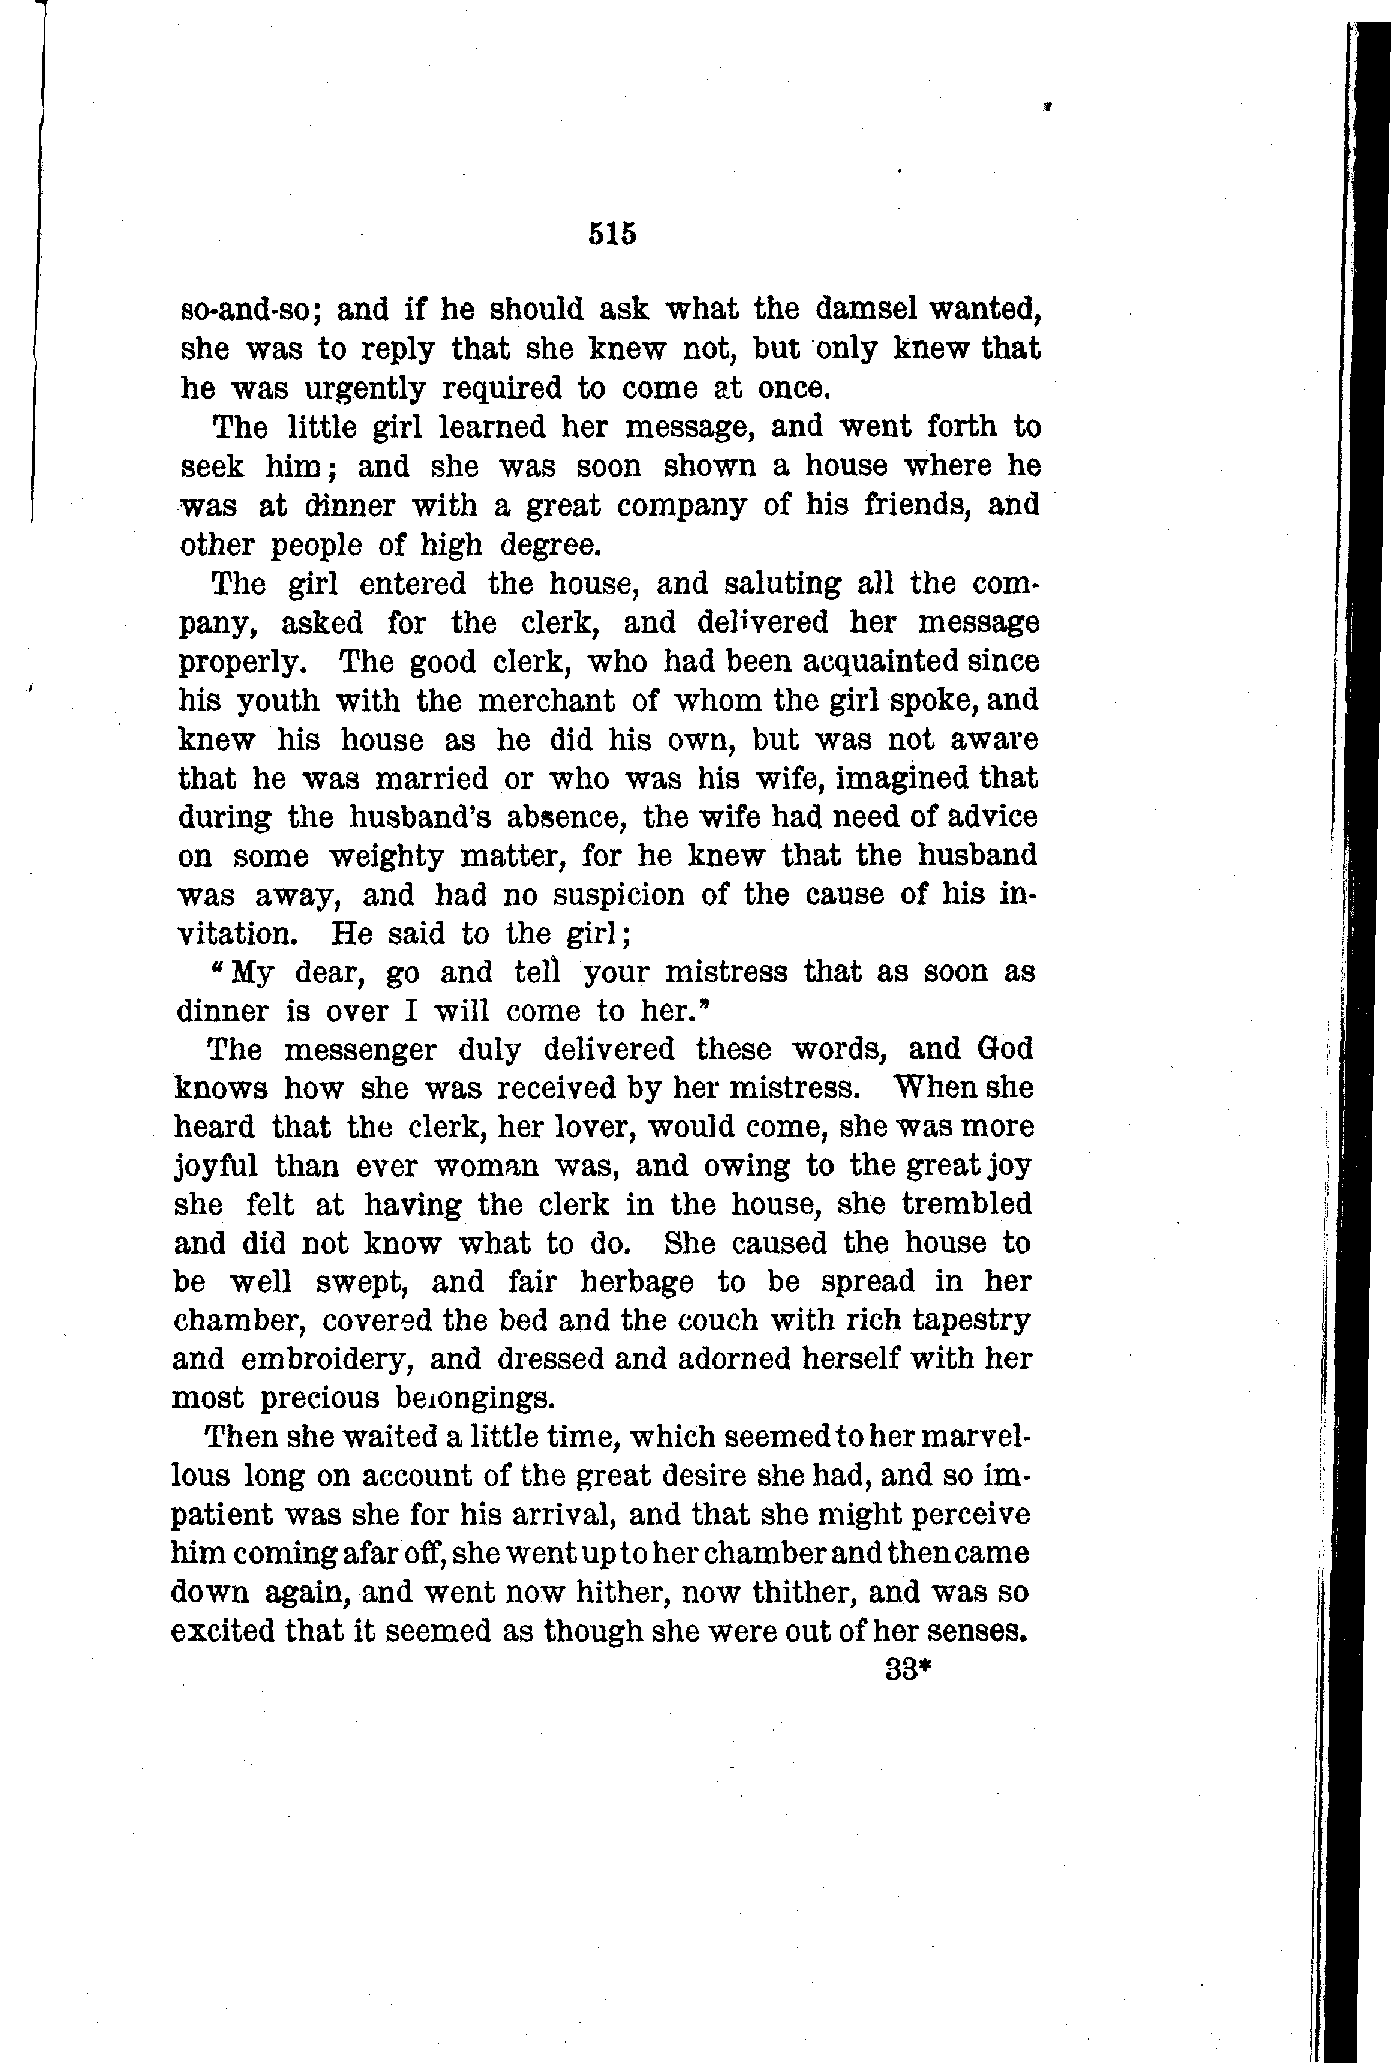 515
so-and-so; and if he should ask what the damsel wanted,
she was to reply that she knew not, but only knew that
he was urgently required to come at once.
The little girl learned her message, and went forth to
seek him; and she was soon shown a house where he
was at dinner with a great company of his friends, and
other people of high degree.
The girl entered the house, and saluting all the com-
pany, asked for the clerk, and delivered her message
properly. The good clerk, who had been acquainted since
his youth with the merchant of whom the girl spoke, and
knew his house as he did his own, but was not aware
that he was married or who was his wife, imagined that
during the husband's absence, the wife had need of advice
on some weighty matter, for he knew that the husband
was away, and had no suspicion of the cause of his in-
vitation. He said to the girl;
"My dear, go and tell your mistress that as soon as
dinner is over I will come to her."
The messenger duly delivered these words, and God
knows how she was received by her mistress. When she
heard that the clerk, her lover, would come, she was more
joyful than ever woman was, and owing to the great joy
she felt at having the clerk in the house, she trembled
and did not know what to do. She caused the house to
be well swept, and fair herbage to be spread in her
chamber, covered the bed and the couch with rich tapestry
and embroidery, and dressed and adorned herself with her
most precious belongings.
Then she waited a little time, which seemed to her marvel-
lous long on account of the great desire she had, and so im-
patient was she for his arrival, and that she might perceive
him coming afar off, she went up to her chamber and then came
down again, and went now hither, now thither, and was so
excited that it seemed as though she were out of her senses.
33*